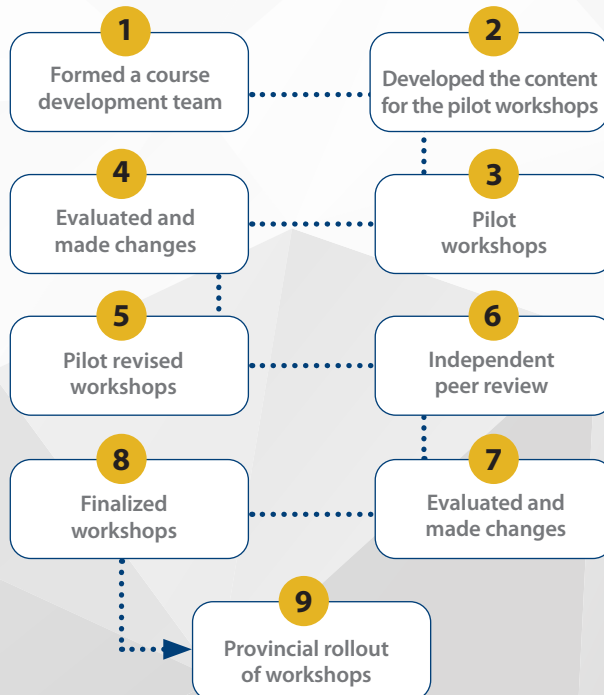 1
Formed a course
development team
2
Developed the content
for the pilot workshops
3
Pilot
workshops
4
Evaluated and
made changes
5
Pilot revised
workshops
6
Independent
peer review
7
Evaluated and
made changes
8
Finalized
workshops
9
Provincial rollout
of workshops